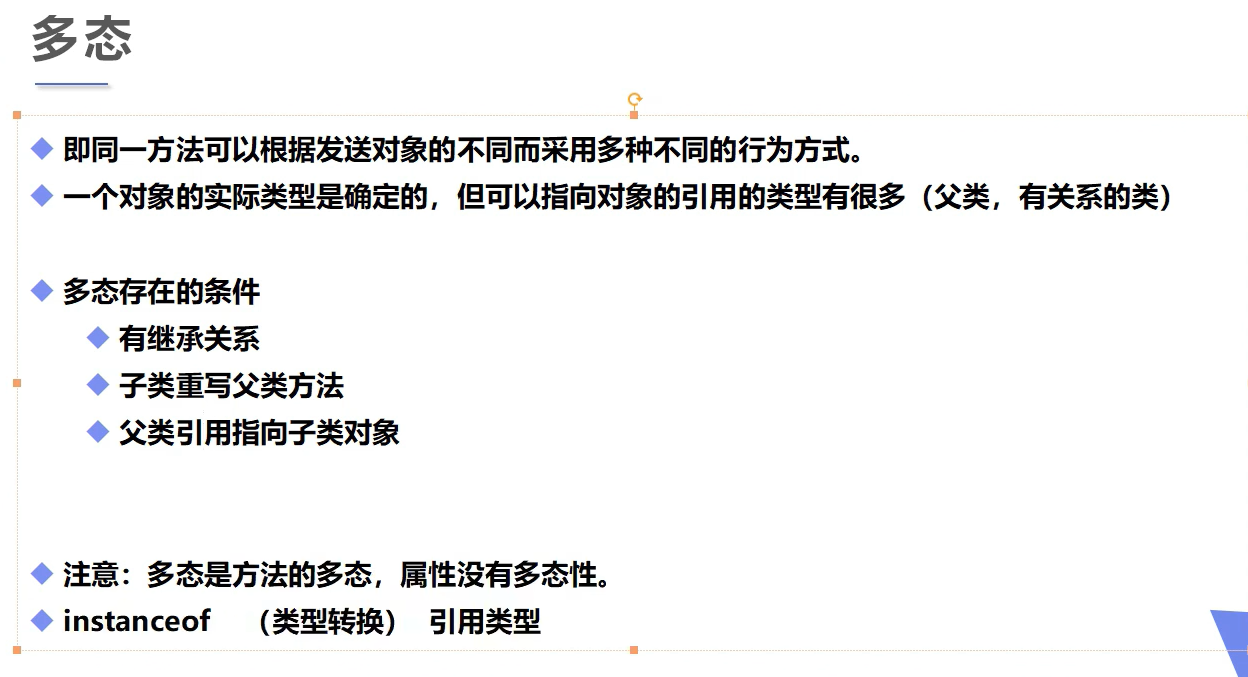 多态
即同一方法可以根据发送对象的不同而采用多种不同的行为方式。
一个对象的实际类型是确定的，但可以指向对象的引用的类型有很多（父类，有关系的类）
多态存在的条件
有继承关系
子类重写父类方法
父类引用指向子类对象
注意：多态是方法的多态，属性没有多态性。
instanceof （类型转换） 引用类型